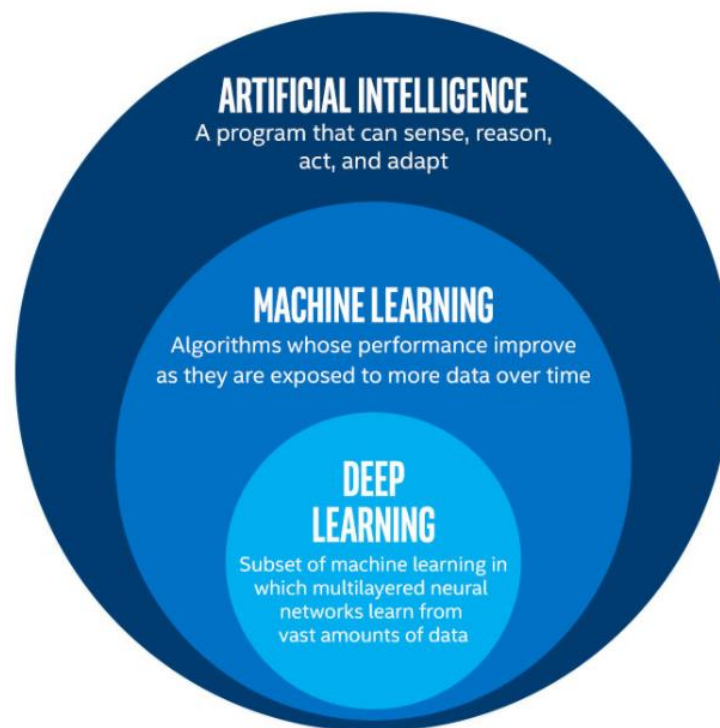 ARTIFICIAL INTELLIGENCE
A program that can sense, reason,
act, and adapt
MACHINE LEARNING
Algorithms whose performance improve
as they are exposed to more data over time
DEEP
LEARNING
Subset of machine learning in
which multilayered neural
networks learn from
vast amounts of data